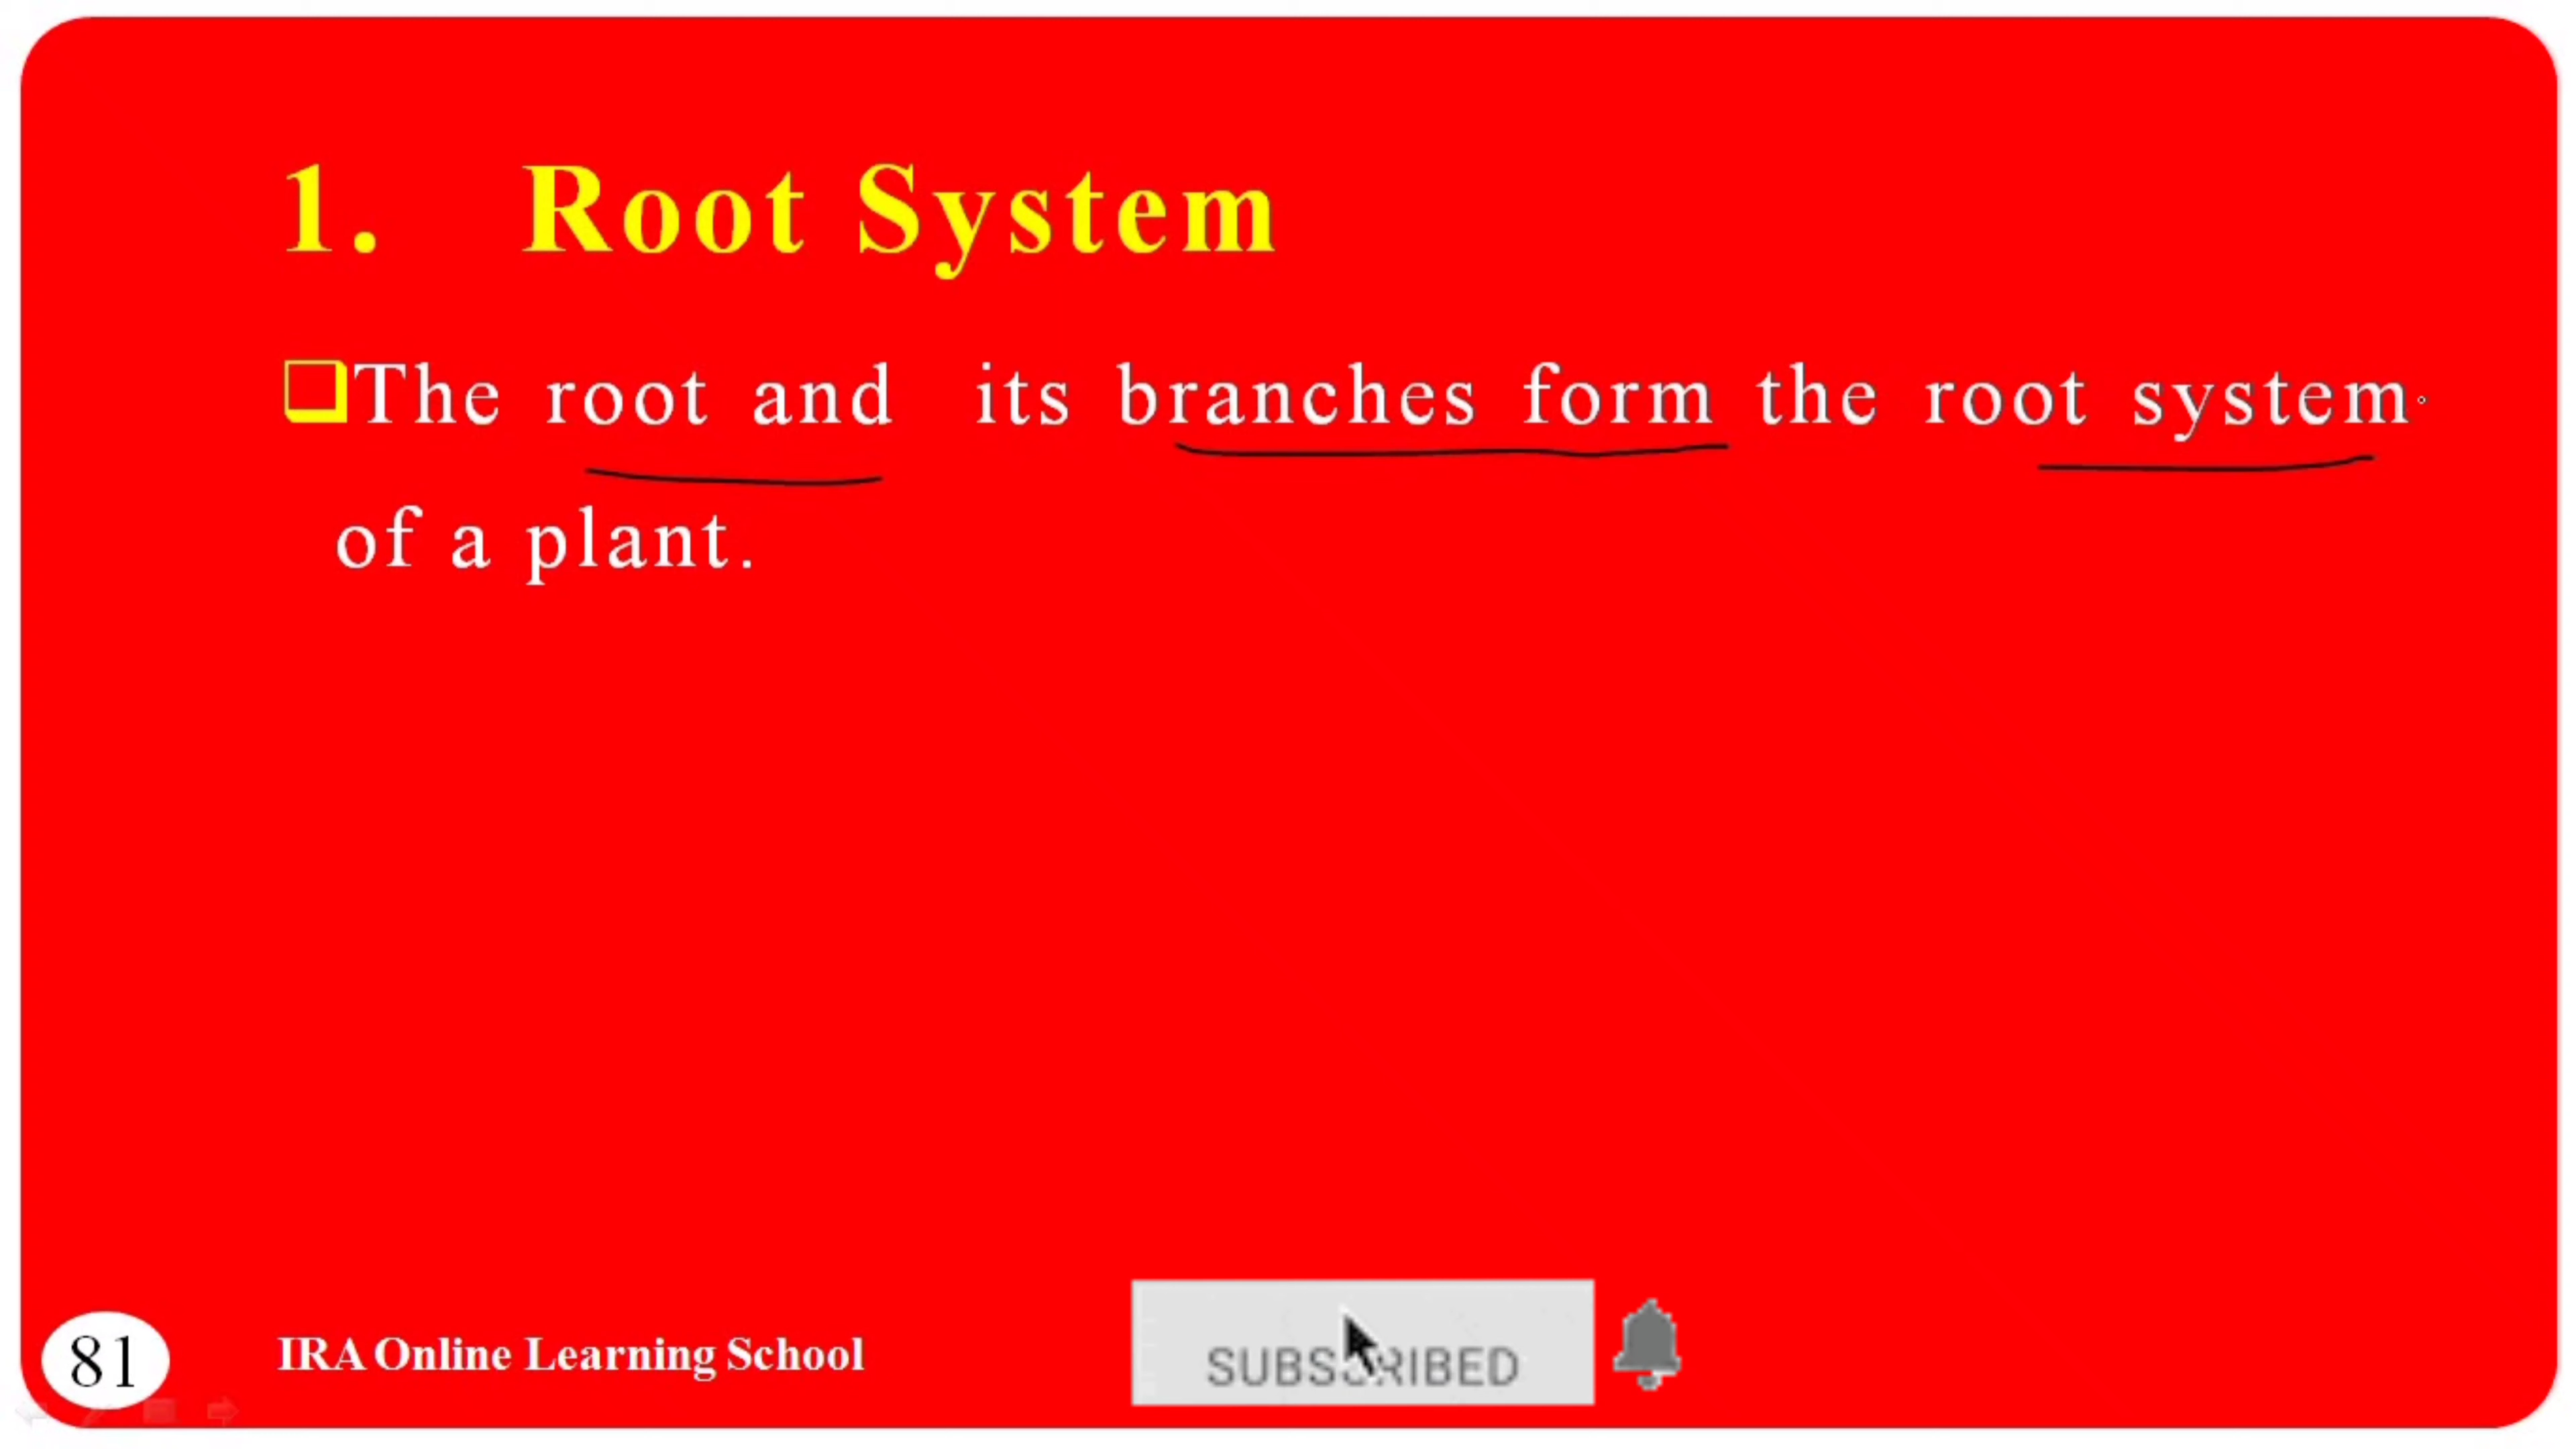 1. Root System
The root and its branches form the root system
of a plant.
81 IRA Online Learning School SUBSCRIBED